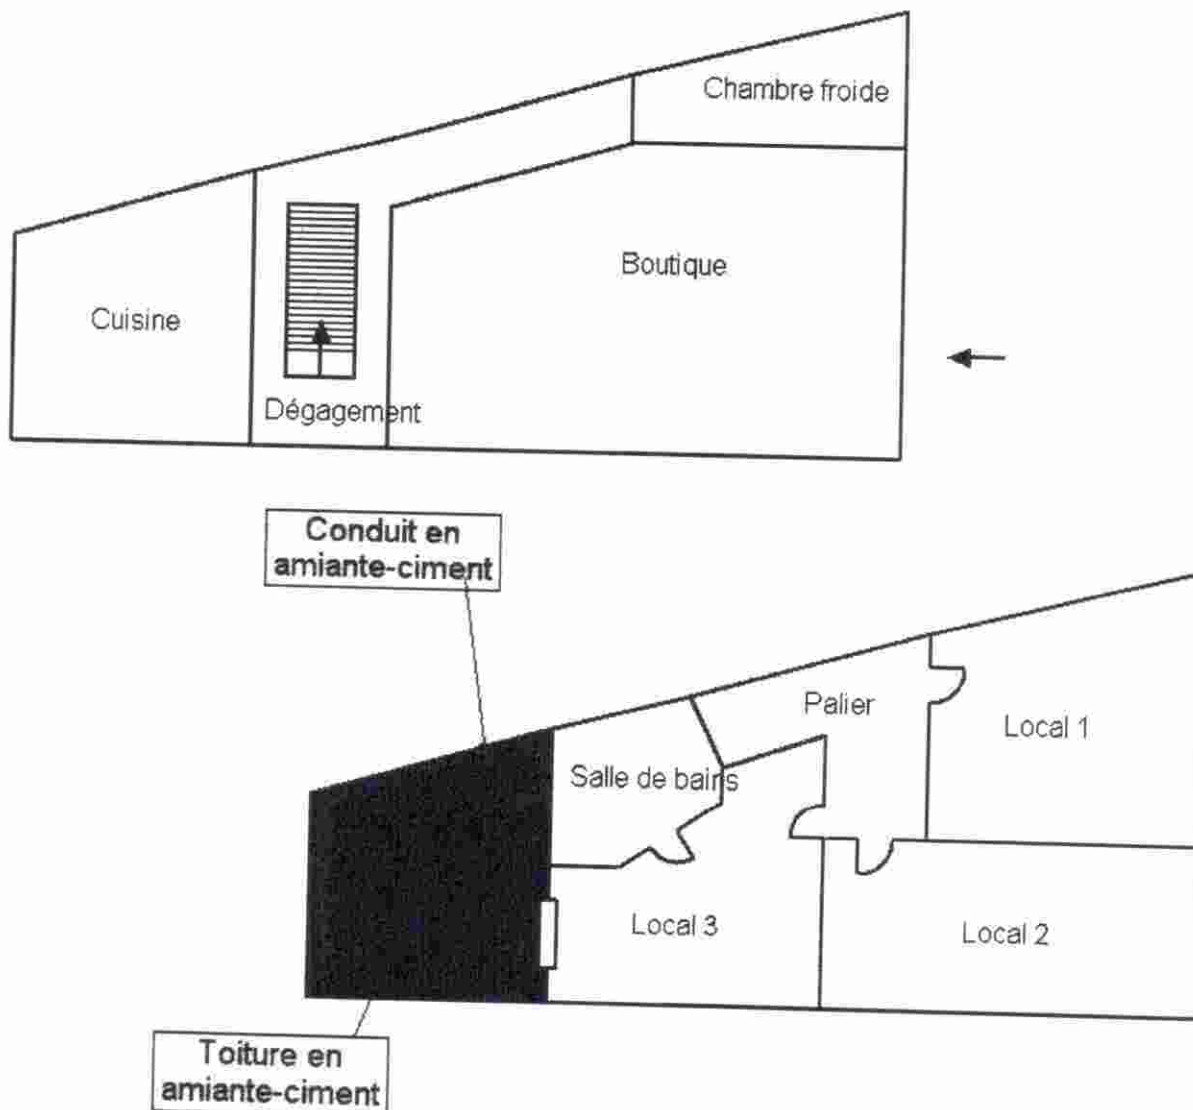 Chambre froide
Boutique
Cuisine
Dégagement
Conduit en
amiante-ciment
Palier
Local 1
Salle de bains
Local 3
Local 2
Toiture en
amiante-ciment